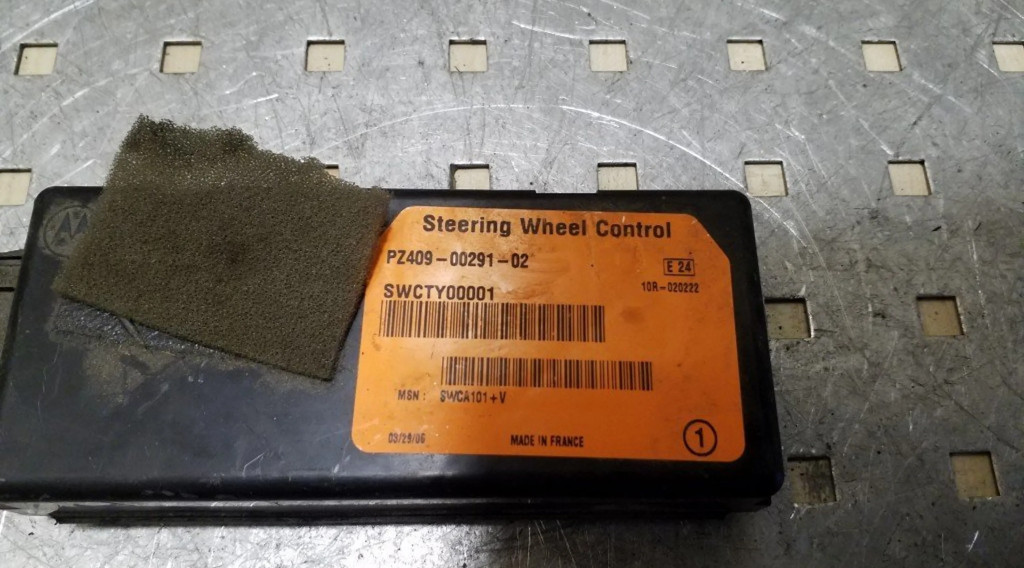 Steering Wheel Control
PZ409-00291-02
E 24
10R-020222
SWCTY00001
MSN: SWCA101+V
03/29/06
MADE IN FRANCE
1